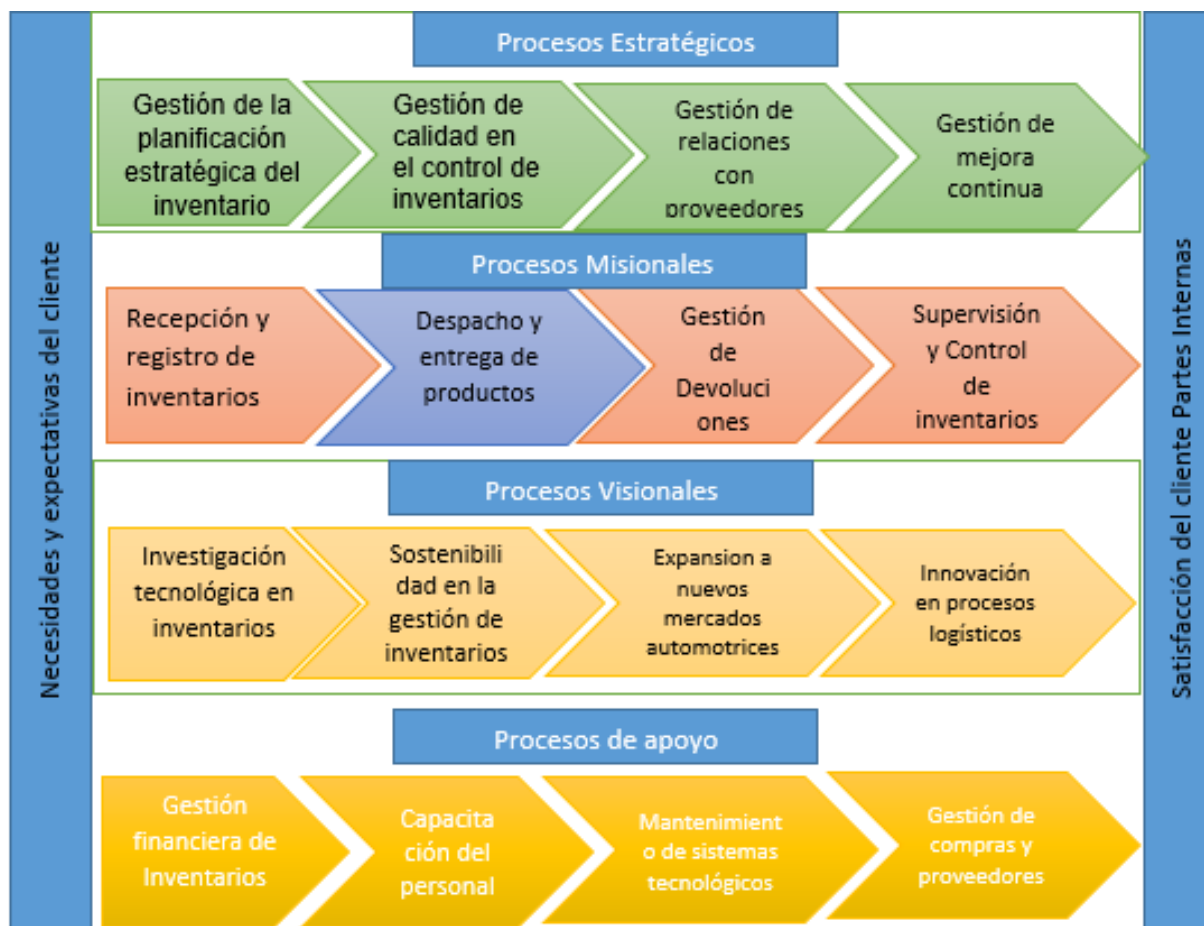 Necesidades y expectativas del cliente
Procesos Estratégicos
Gestión de la
planificación
estratégica del
inventario
Gestión de
calidad en
el control de
inventarios
Gestión de
relaciones
con
proveedores
Gestión de
mejora
continua
Procesos Misionales
Recepción y
registro de
inventarios
Despacho y
entrega de
productos
Gestión
de
Devoluci
ones
Supervisión
y Control
de
inventarios
Procesos Visionales
Investigación
tecnológica en
inventarios
Sostenibili
dad en la
gestión de
inventarios
Expansion a
nuevos
mercados
automotrices
Innovación
en procesos
logísticos
Procesos de apoyo
Gestión
financiera de
Inventarios
Capacita
ción del
personal
Mantenimient
o de sistemas
tecnológicos
Gestión de
compras y
proveedores
Satisfacción del cliente Partes Internas